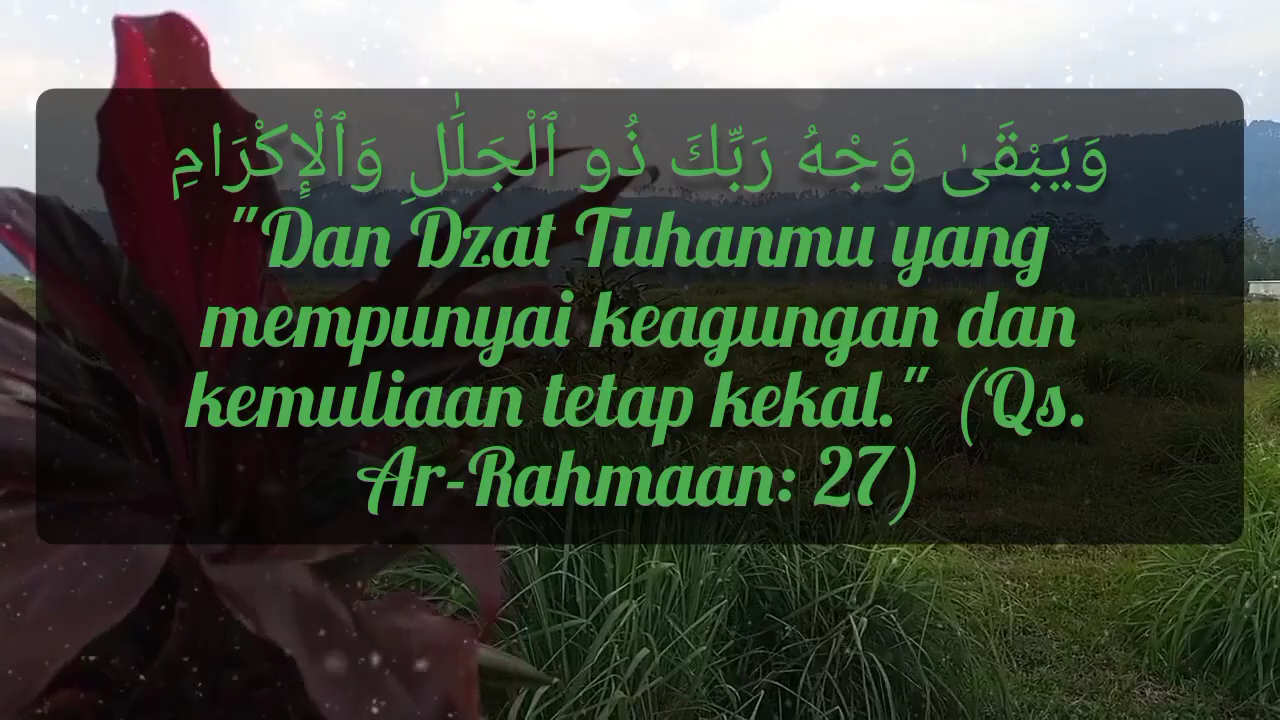 وَيَبْقَىٰ وَجْهُ رَبِّكَ ذُو ٱلْجَلَٰلِ وَٱلْإِكْرَامِ
"Dan Dzat Tuhanmu yang
mempunyai keagungan dan
kemuliaan tetap kekal." (Qs.
Ar-Rahmaan: 27)